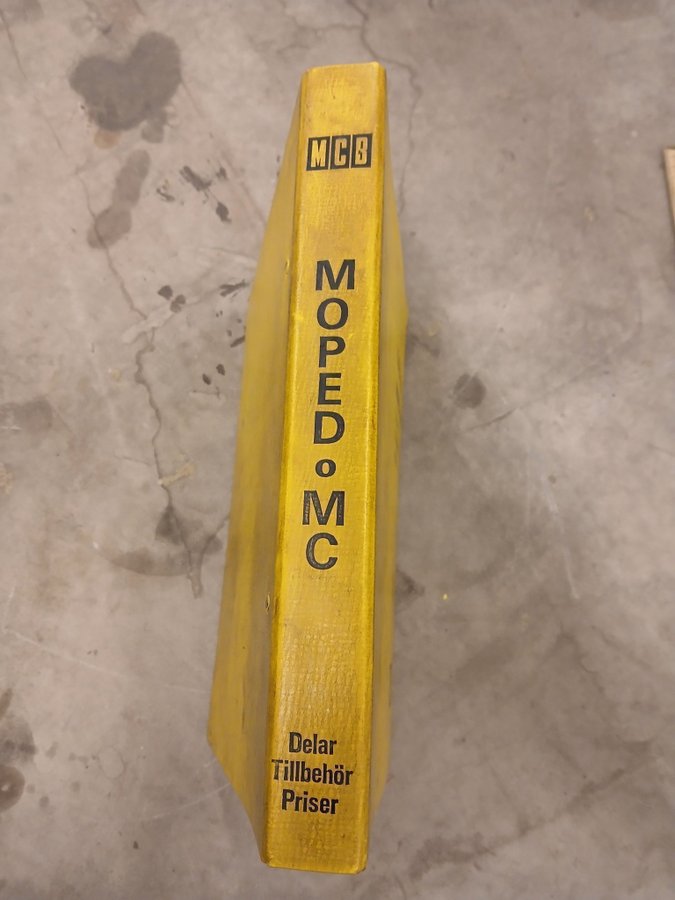 MCB
MOPED o MC
Delar
Tillbehör
Priser